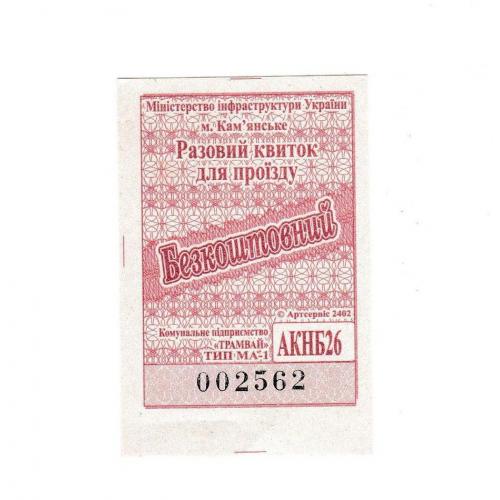 Міністерство інфраструктури України
м. Кам'янське
Разовий квиток
для проїзду
Безкоштовний
© Артсервіс 2402
Комунальне підприємство
«ТРАМВАЙ»
ТИП МА-1
АКНБ26
002562